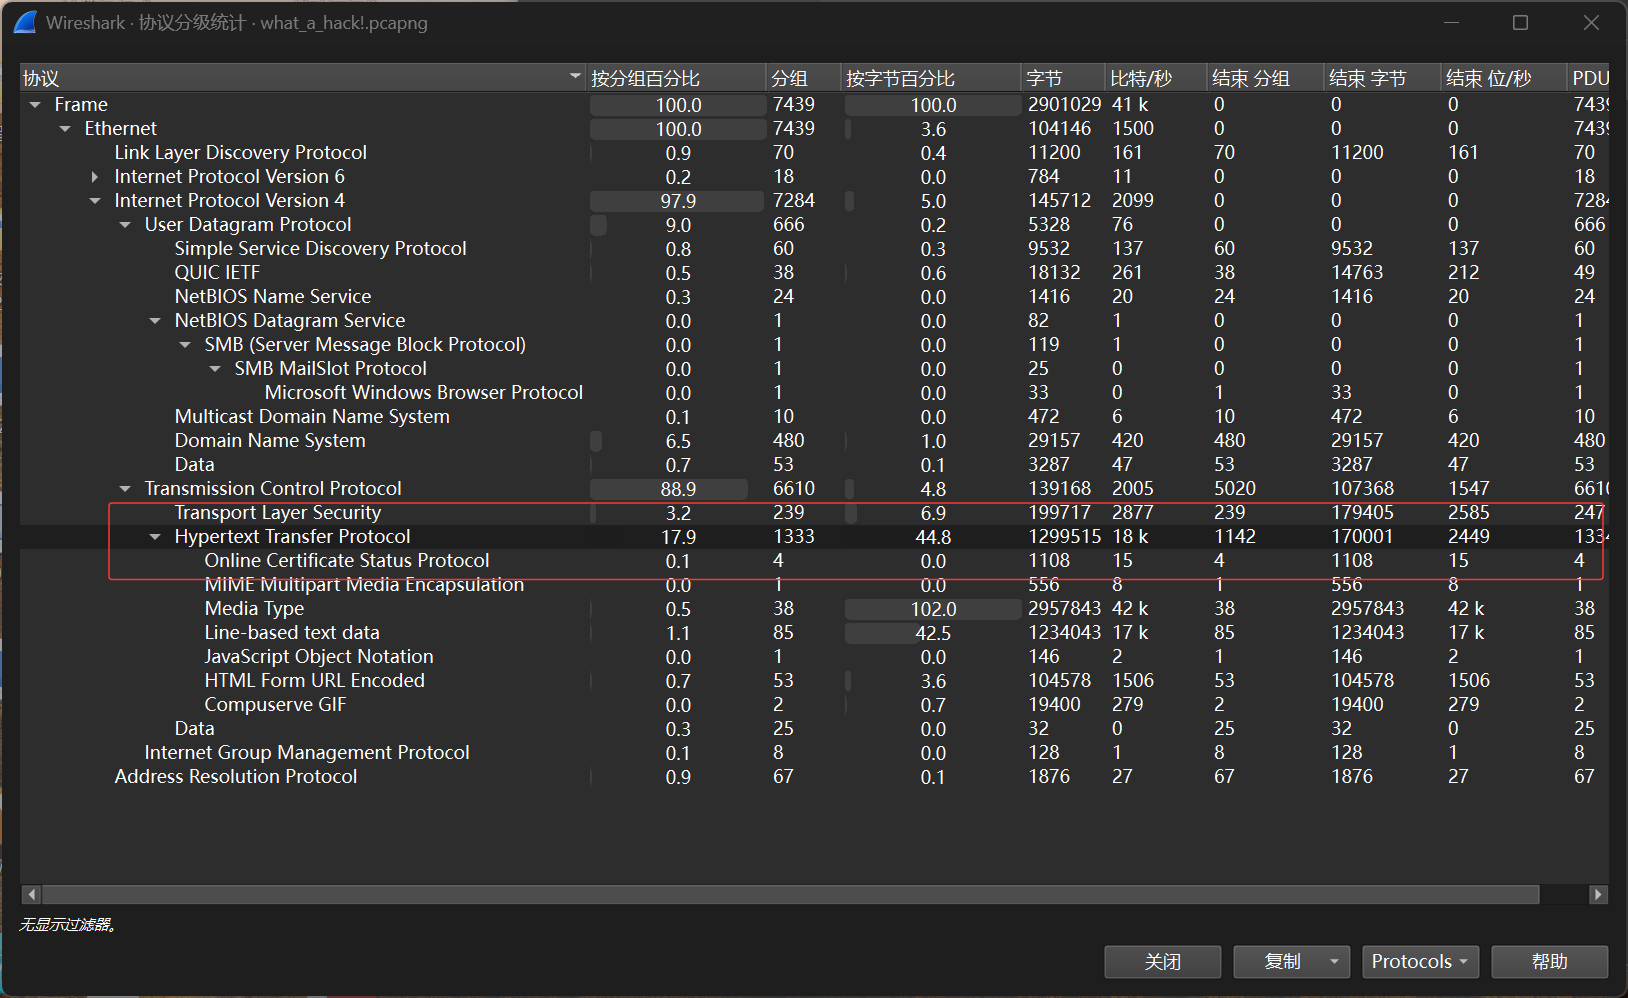 Wireshark · 协议分级统计 · what_a_hack!.pcapng
协议 按分组百分比 分组 按字节百分比 字节 比特/秒 结束 分组 结束 字节 结束 位/秒 PDU
Frame 100.0 7439 100.0 2901029 41 k 0 0 0 7439
Ethernet 100.0 7439 3.6 104146 1500 0 0 0 7439
Link Layer Discovery Protocol 0.9 70 0.4 11200 161 70 11200 161 70
Internet Protocol Version 6 0.2 18 0.0 784 11 0 0 0 18
Internet Protocol Version 4 97.9 7284 5.0 145712 2099 0 0 0 7284
User Datagram Protocol 9.0 666 0.2 5328 76 0 0 0 666
Simple Service Discovery Protocol 0.8 60 0.3 9532 137 60 9532 137 60
QUIC IETF 0.5 38 0.6 18132 261 38 14763 212 49
NetBIOS Name Service 0.3 24 0.0 1416 20 24 1416 20 24
NetBIOS Datagram Service 0.0 1 0.0 82 1 0 0 0 1
SMB (Server Message Block Protocol) 0.0 1 0.0 119 1 0 0 0 1
SMB MailSlot Protocol 0.0 1 0.0 25 0 0 0 0 1
Microsoft Windows Browser Protocol 0.0 1 0.0 33 0 1 33 0 1
Multicast Domain Name System 0.1 10 0.0 472 6 10 472 6 10
Domain Name System 6.5 480 1.0 29157 420 480 29157 420 480
Data 0.7 53 0.1 3287 47 53 3287 47 53
Transmission Control Protocol 88.9 6610 4.8 139168 2005 5020 107368 1547 6610
Transport Layer Security 3.2 239 6.9 199717 2877 239 179405 2585 247
Hypertext Transfer Protocol 17.9 1333 44.8 1299515 18 k 1142 170001 2449 1334
Online Certificate Status Protocol 0.1 4 0.0 1108 15 4 1108 15 4
MIME Multipart Media Encapsulation 0.0 1 0.0 556 8 1 556 8 1
Media Type 0.5 38 102.0 2957843 42 k 38 2957843 42 k 38
Line-based text data 1.1 85 42.5 1234043 17 k 85 1234043 17 k 85
JavaScript Object Notation 0.0 1 0.0 146 2 1 146 2 1
HTML Form URL Encoded 0.7 53 3.6 104578 1506 53 104578 1506 53
Compuserve GIF 0.0 2 0.7 19400 279 2 19400 279 2
Data 0.3 25 0.0 32 0 25 32 0 25
Internet Group Management Protocol 0.1 8 0.0 128 1 8 128 1 8
Address Resolution Protocol 0.9 67 0.1 1876 27 67 1876 27 67
无显示过滤器。
关闭 复制 Protocols 帮助